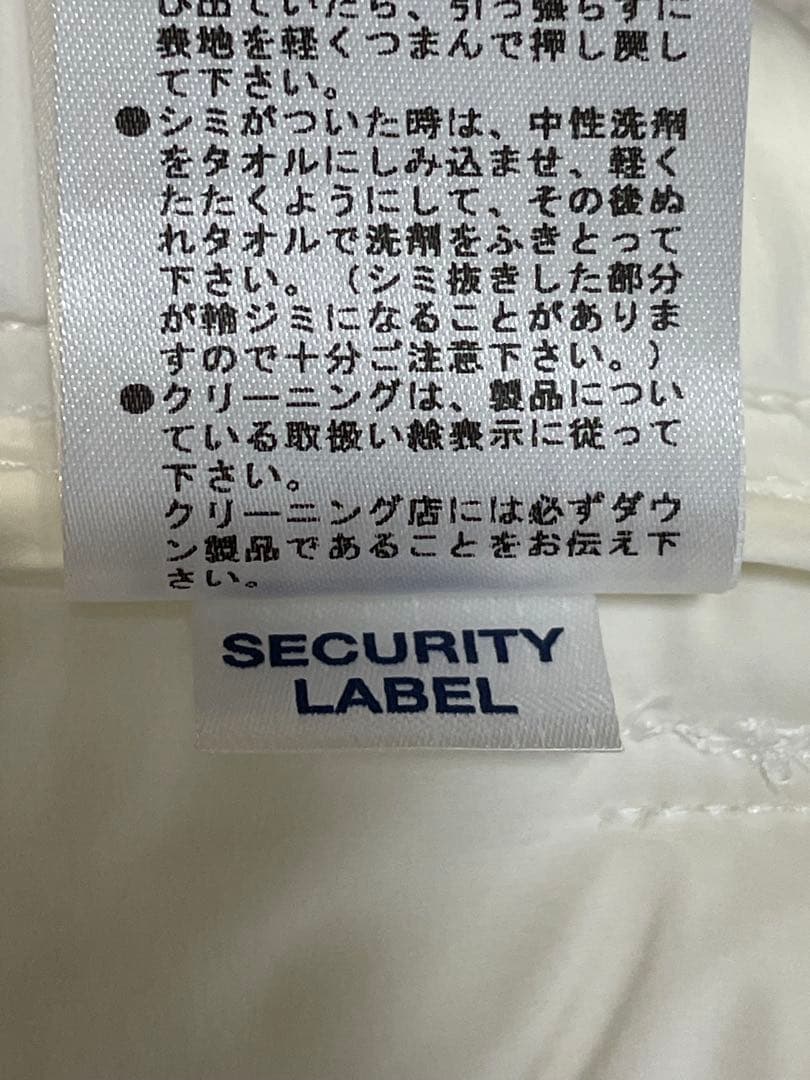 び出ていたら、引っ張らずに
裏地を軽くつまんで押し戻し
て下さい。
●シミがついた時は、中性洗剤
をタオルにしみ込ませ、軽く
たたくようにして、その後ぬ
れタオルで洗剤をふきとって
下さい。（シミ抜きした部分
が輪ジミになることがありま
すので十分ご注意下さい。）
●クリーニングは、製品につい
ている取扱い絵表示に従って
下さい。
クリーニング店には必ずダウ
ン製品であることをお伝え下
さい。
SECURITY
LABEL